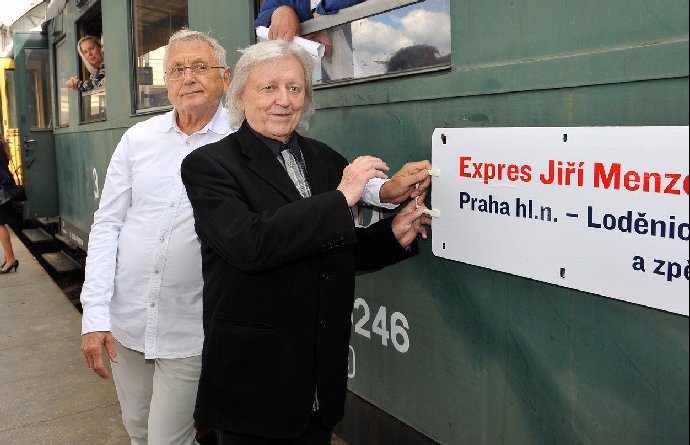 Expres Jiří Menze
Praha hl.n. – Loděnic
a zpě
246